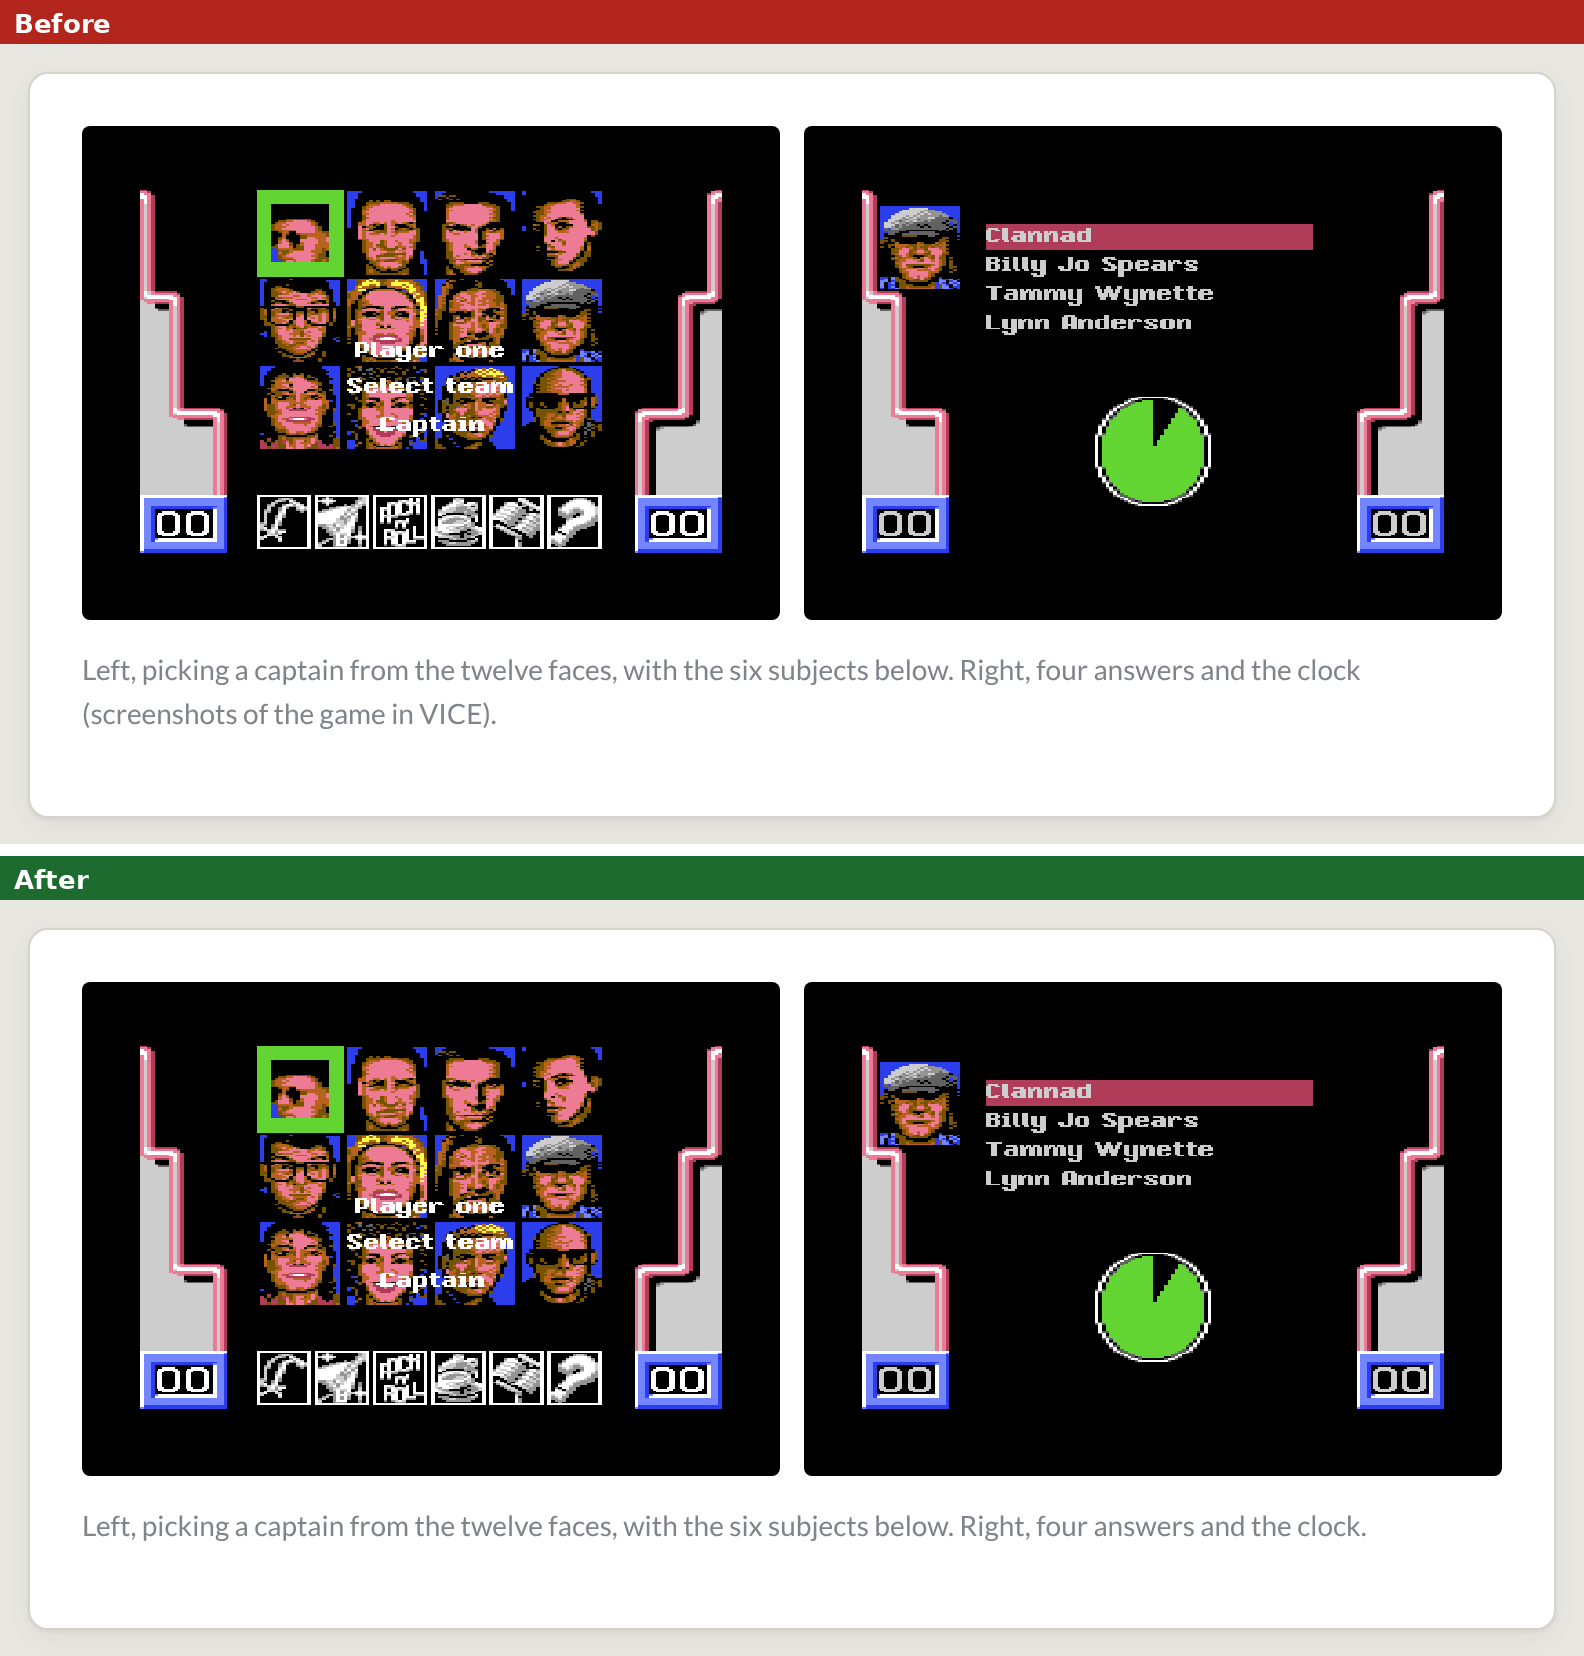 Before
Player one
Select team
Captain
00
ROCK
N
ROLL
00
Clannad
Billy Jo Spears
Tammy Wynette
Lynn Anderson
00
00
Left, picking a captain from the twelve faces, with the six subjects below. Right, four answers and the clock
(screenshots of the game in VICE).
After
Player one
Select team
Captain
00
ROCK
N
ROLL
00
Clannad
Billy Jo Spears
Tammy Wynette
Lynn Anderson
00
00
Left, picking a captain from the twelve faces, with the six subjects below. Right, four answers and the clock.